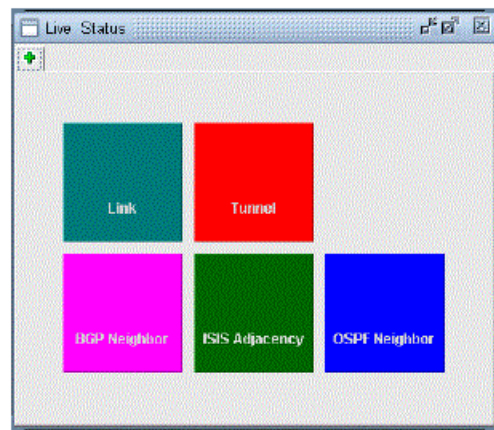 Live Status
Link
Tunnel
BGP Neighbor
ISIS Adjacency
OSPF Neighbor